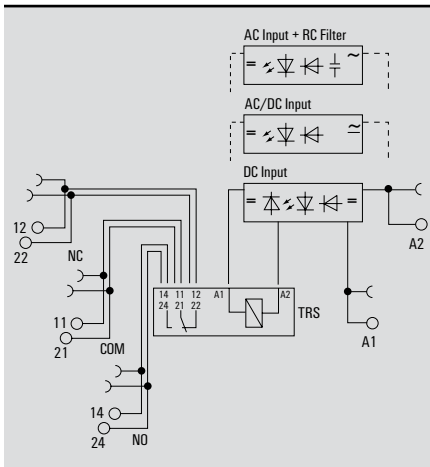 AC Input + RC Filter
= ~
AC/DC Input
= ≂
DC Input
= =
12
22
NC
A2
14 11 12 A1 A2
24 21 22
TRS
11
21
COM
A1
14
24
NO